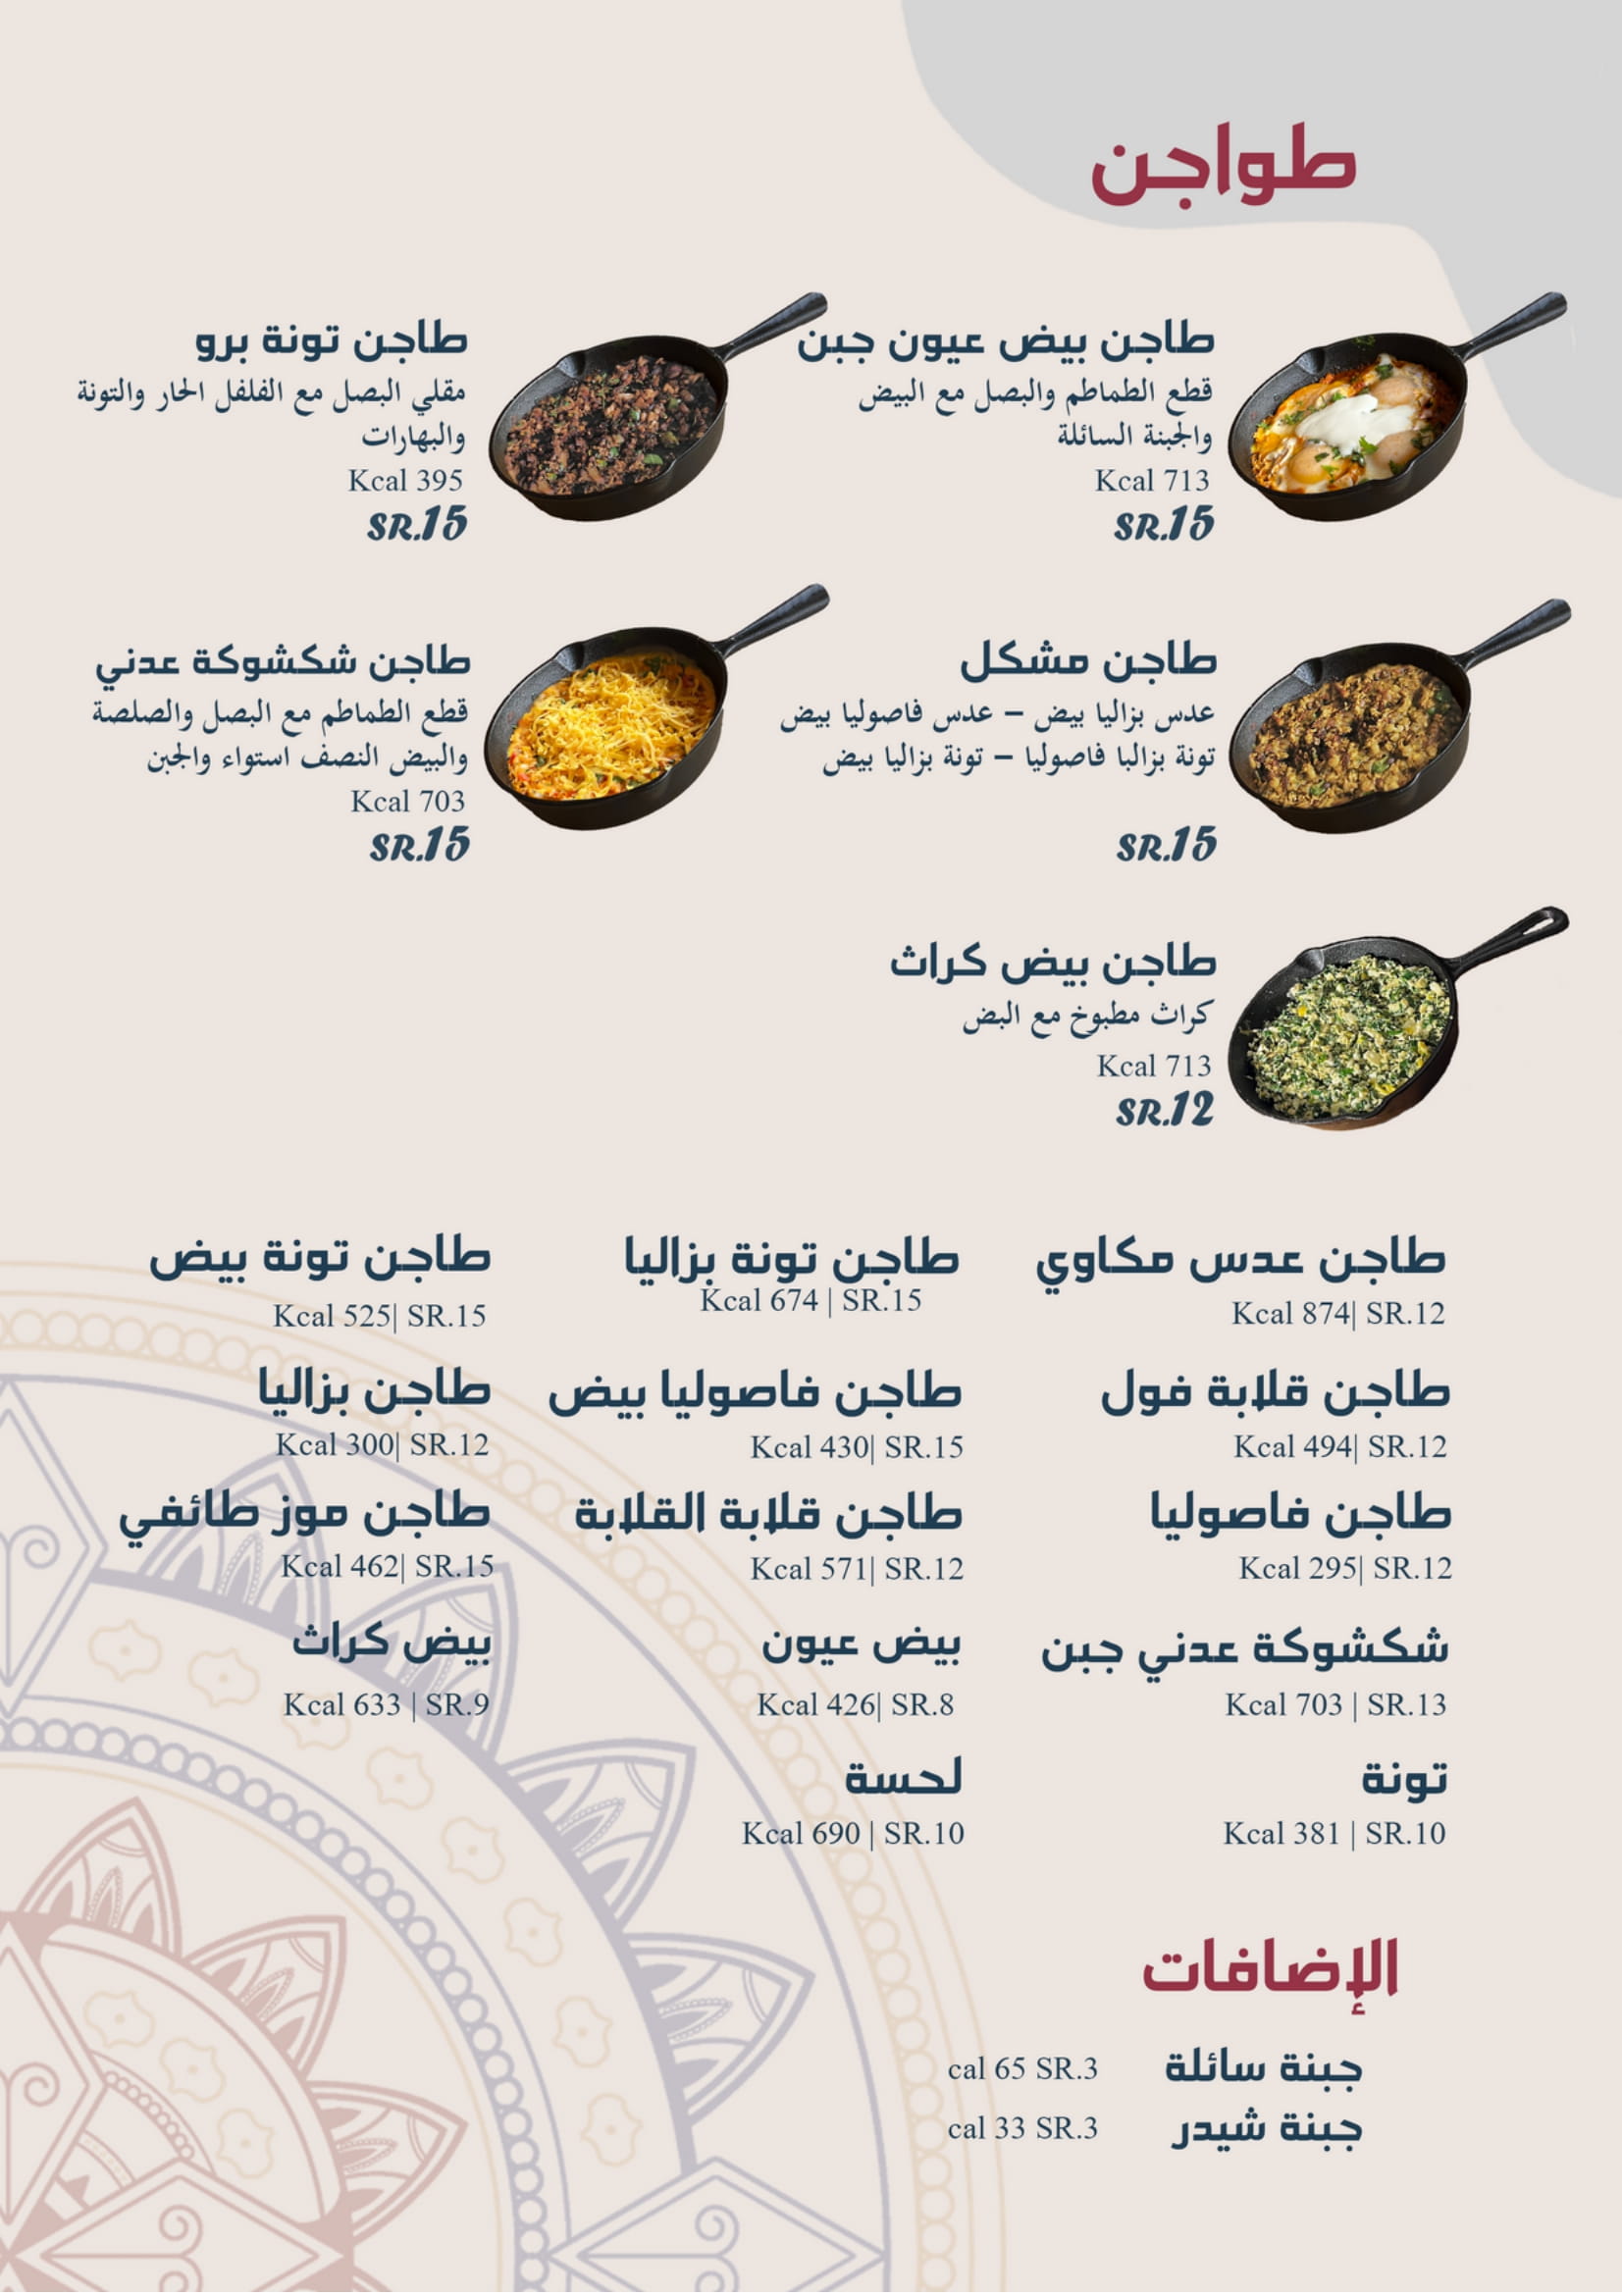 طواجن
طاجن بيض عيون جبن
قطع الطماطم والبصل مع البيض
والجبنة السائلة
Kcal 713
SR.15
طاجن تونة برو
مقلي البصل مع الفلفل الحار والتونة
والبهارات
Kcal 395
SR.15
طاجن مشكل
عدس بزاليا بيض – عدس فاصوليا بيض
تونة بزالبا فاصوليا – تونة بزاليا بيض
SR.15
طاجن شكشوكة عدني
قطع الطماطم مع البصل والصلصة
والبيض النصف استواء والجبن
Kcal 703
SR.15
طاجن بيض كراث
كراث مطبوخ مع البض
Kcal 713
SR.12
طاجن عدس مكاوي
Kcal 874| SR.12
طاجن تونة بزاليا
Kcal 674 | SR.15
طاجن تونة بيض
Kcal 525| SR.15
طاجن قلابة فول
Kcal 494| SR.12
طاجن فاصوليا بيض
Kcal 430| SR.15
طاجن بزاليا
Kcal 300| SR.12
طاجن فاصوليا
Kcal 295| SR.12
طاجن قلابة القلابة
Kcal 571| SR.12
طاجن موز طائفي
Kcal 462| SR.15
شكشوكة عدني جبن
Kcal 703 | SR.13
بيض عيون
Kcal 426| SR.8
بيض كراث
Kcal 633 | SR.9
تونة
Kcal 381 | SR.10
لحسة
Kcal 690 | SR.10
الإضافات
جبنة سائلة cal 65 SR.3
جبنة شيدر cal 33 SR.3